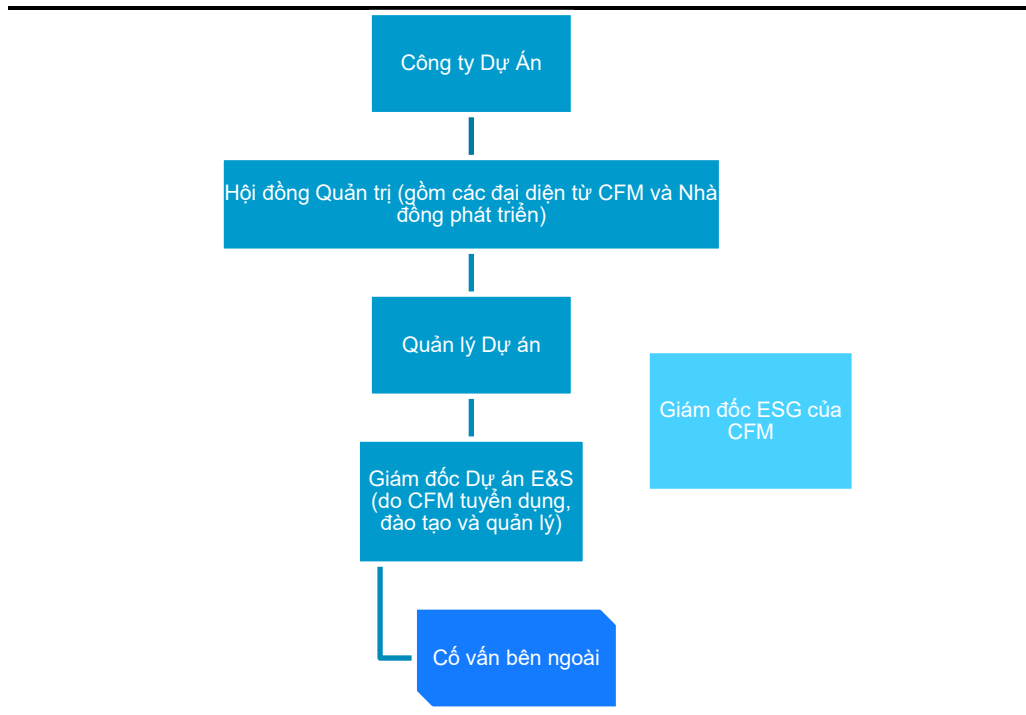 Công ty Dự Án
Hội đồng Quản trị (gồm các đại diện từ CFM và Nhà
đồng phát triển)
Quản lý Dự án
Giám đốc ESG của
CFM
Giám đốc Dự án E&S
(do CFM tuyển dụng,
đào tạo và quản lý)
Cố vấn bên ngoài